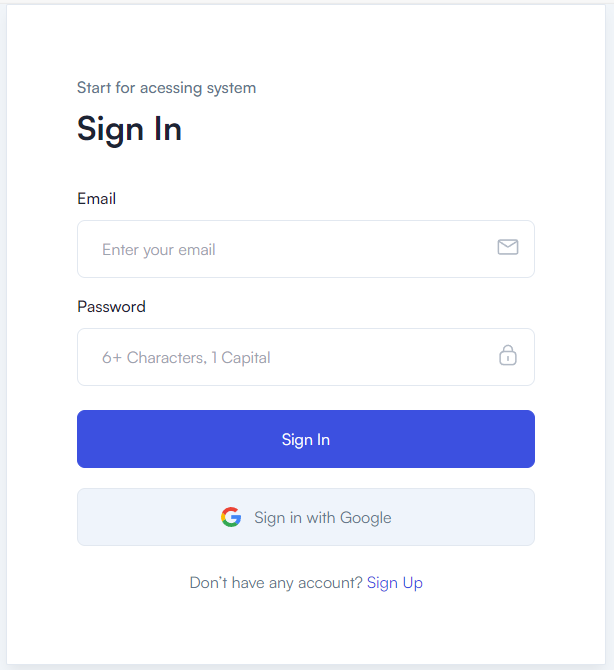 Start for acessing system
Sign In
Email
Enter your email
Password
6+ Characters, 1 Capital
Sign In
Sign in with Google
Don't have any account? Sign Up